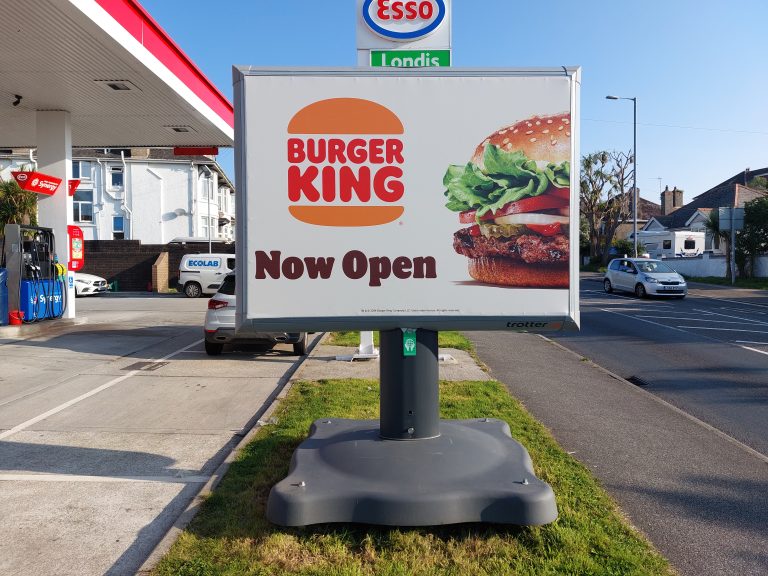 Esso
Londis
BURGER
KING
®
Now Open
trotter
ECOLAB
Synergy